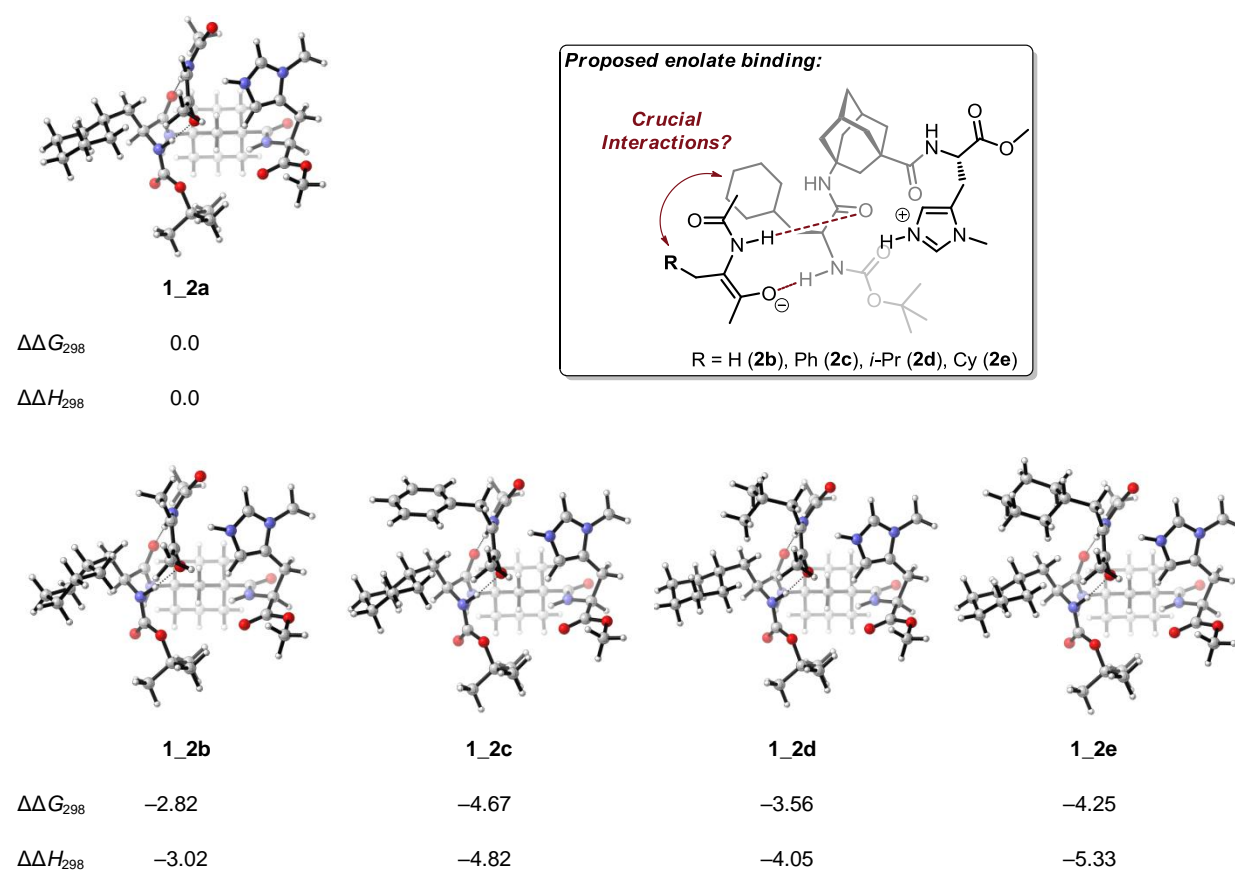 Proposed enolate binding:
Crucial
Interactions?
O
H
N
O
O
HN
O
O
⊕
H
N
N
O
N
H
R
H
N
O
O
O
⊖
R = H (2b), Ph (2c), i-Pr (2d), Cy (2e)
1_2a
ΔΔG298 0.0
ΔΔH298 0.0
1_2b 1_2c 1_2d 1_2e
ΔΔG298 –2.82 –4.67 –3.56 –4.25
ΔΔH298 –3.02 –4.82 –4.05 –5.33